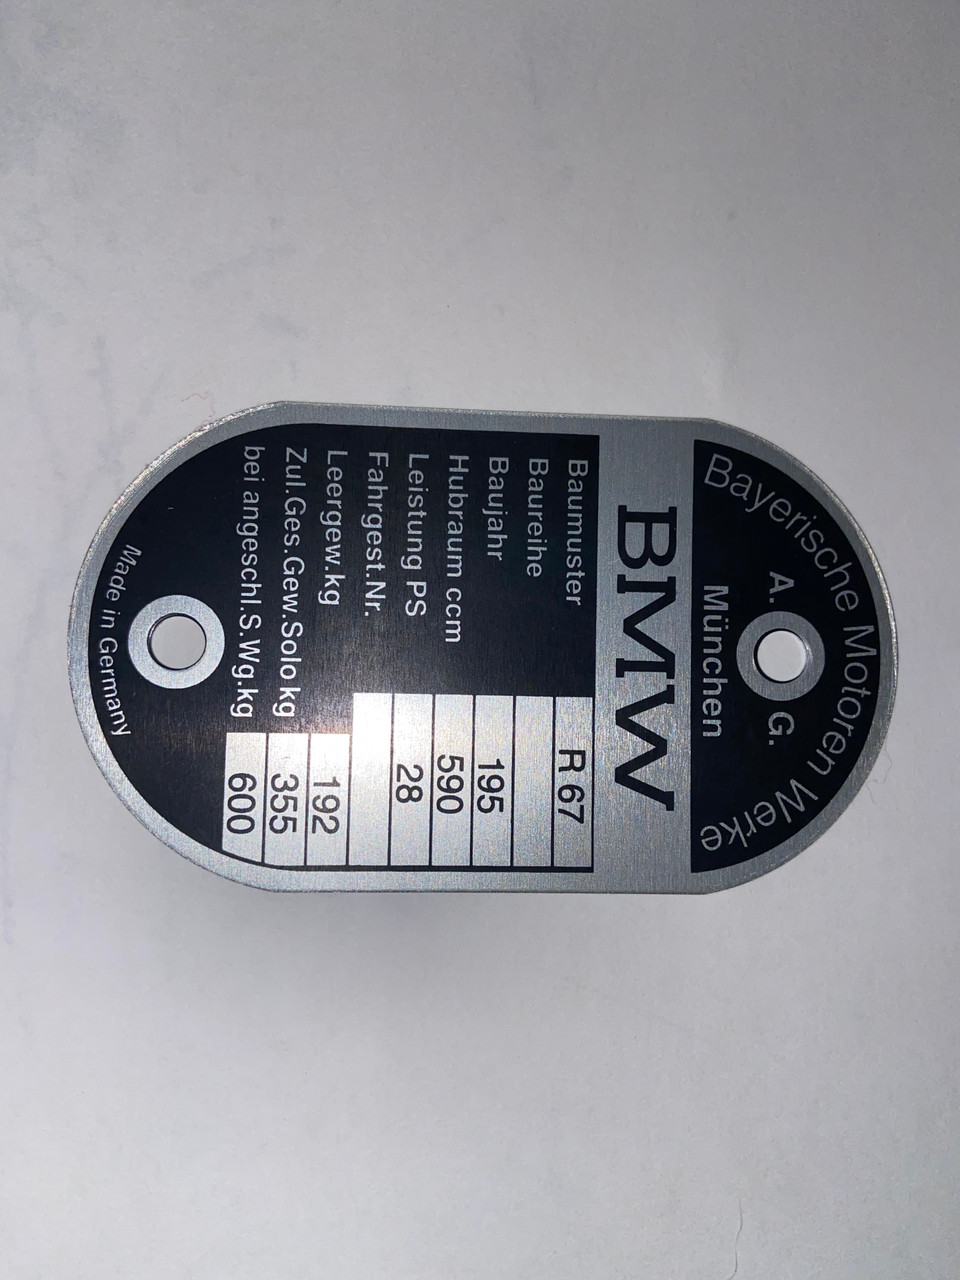 Bayerische Motoren Werke
A. G.
München
BMW
Baumuster R 67
Baureihe
Baujahr 195
Hubraum ccm 590
Leistung PS 28
Fahrgest.Nr.
Leergew.kg 192
Zul.Ges.Gew.Solo kg 355
bei angeschl.S.Wg.kg 600
Made in Germany